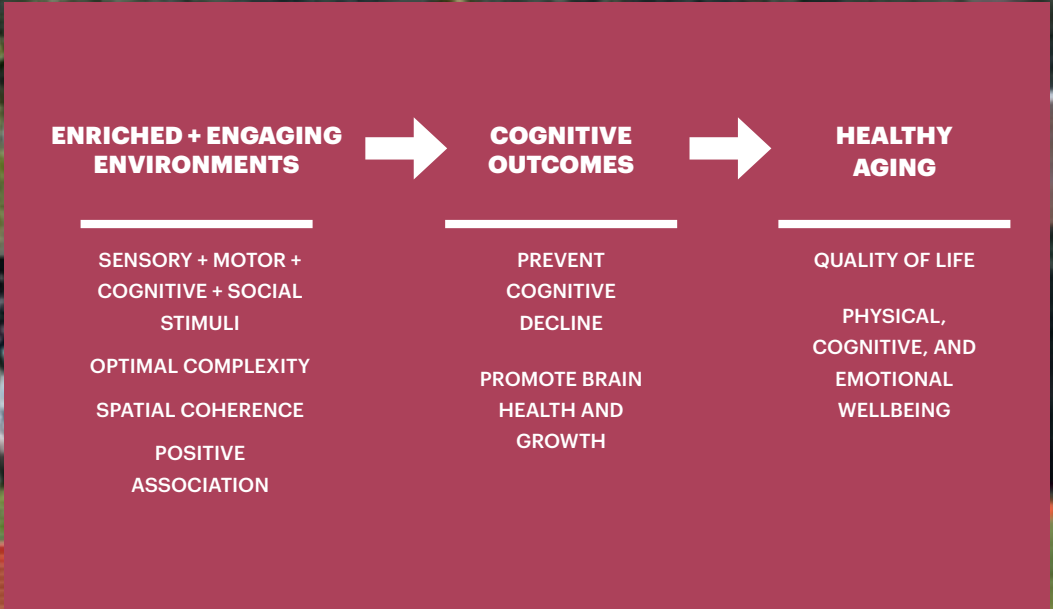 ENRICHED + ENGAGING
ENVIRONMENTS
SENSORY + MOTOR +
COGNITIVE + SOCIAL
STIMULI
OPTIMAL COMPLEXITY
SPATIAL COHERENCE
POSITIVE
ASSOCIATION
COGNITIVE
OUTCOMES
PREVENT
COGNITIVE
DECLINE
PROMOTE BRAIN
HEALTH AND
GROWTH
HEALTHY
AGING
QUALITY OF LIFE
PHYSICAL,
COGNITIVE, AND
EMOTIONAL
WELLBEING